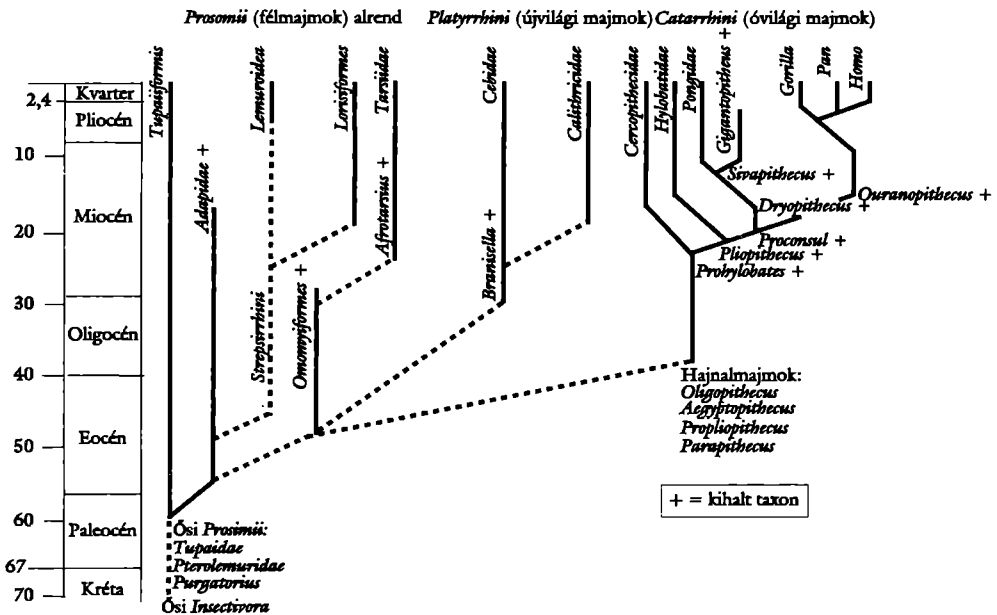 Prosomii (félmajmok) alrend
Platyrrhini (újvilági majmok)
Catarrhini (óvilági majmok)
Tupaiiformis
Adapidae +
Lemuroidea
Strepsirrhini
Lorisiformes
Omomyiformes +
Tarsiidae
Afrotarsius +
Cebidae
Branisella +
Calithricidae
Cercopithecidae
Hylobatidae
Pongidae
Gigantopitheus +
Gorilla
Pan
Homo
2,4
Kvarter
Pliocén
10
Miocén
20
30
Oligocén
40
Eocén
50
60
Paleocén
67
Kréta
70
Sivapithecus +
Ouranopithecus +
Dryopithecus +
Proconsul +
Pliopithecus +
Prohylobates +
Hajnalmajmok:
Oligopithecus
Aegyptopithecus
Propliopithecus
Parapithecus
+ = kihalt taxon
Ősi Prosimii:
Tupaidae
Pterolemuridae
Purgatorius
Ősi Insectivora